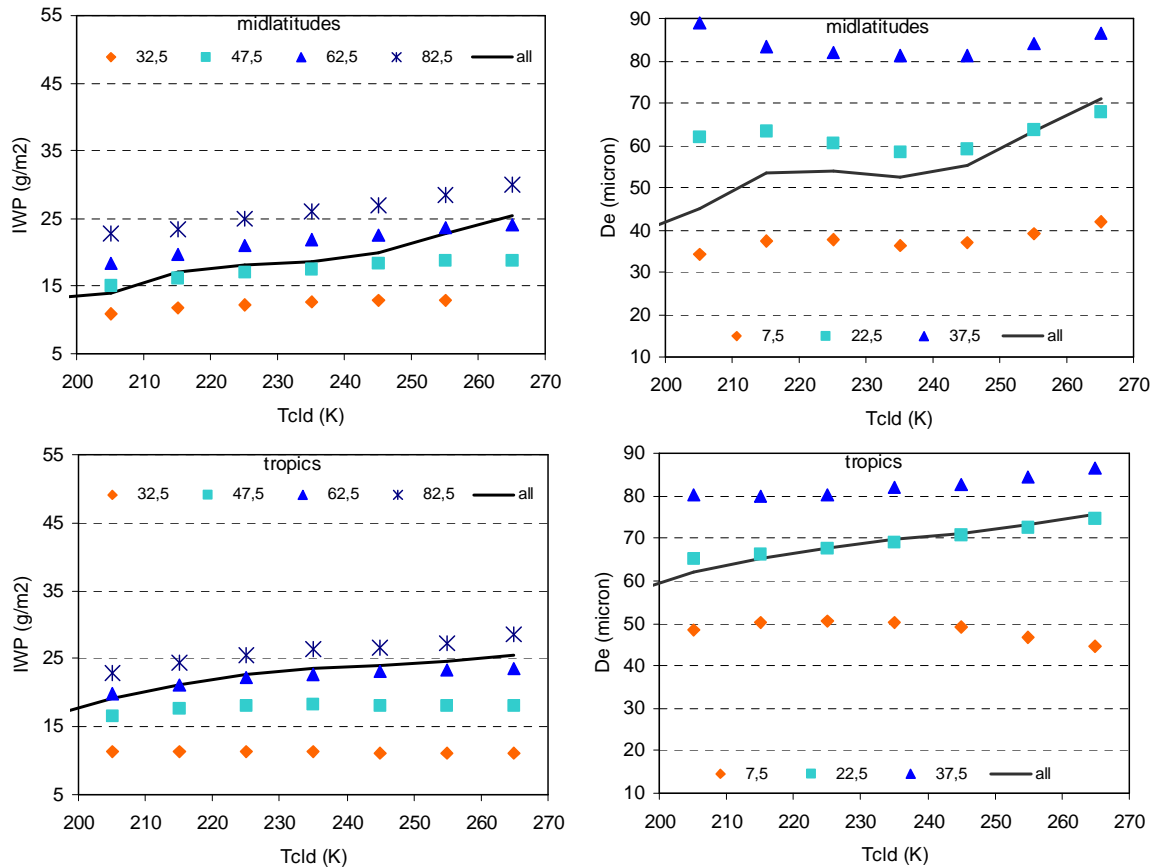 midlatitudes
32,5 47,5 62,5 82,5 all
IWP (g/m2)
55
45
35
25
15
5
200 210 220 230 240 250 260 270
Tcld (K)
midlatitudes
De (micron)
90
80
70
60
50
40
30
20
10
7,5 22,5 37,5 all
200 210 220 230 240 250 260 270
Tcld (K)
tropics
32,5 47,5 62,5 82,5 all
IWP (g/m2)
55
45
35
25
15
5
200 210 220 230 240 250 260 270
Tcld (K)
tropics
De (micron)
90
80
70
60
50
40
30
20
10
7,5 22,5 37,5 all
200 210 220 230 240 250 260 270
Tcld (K)